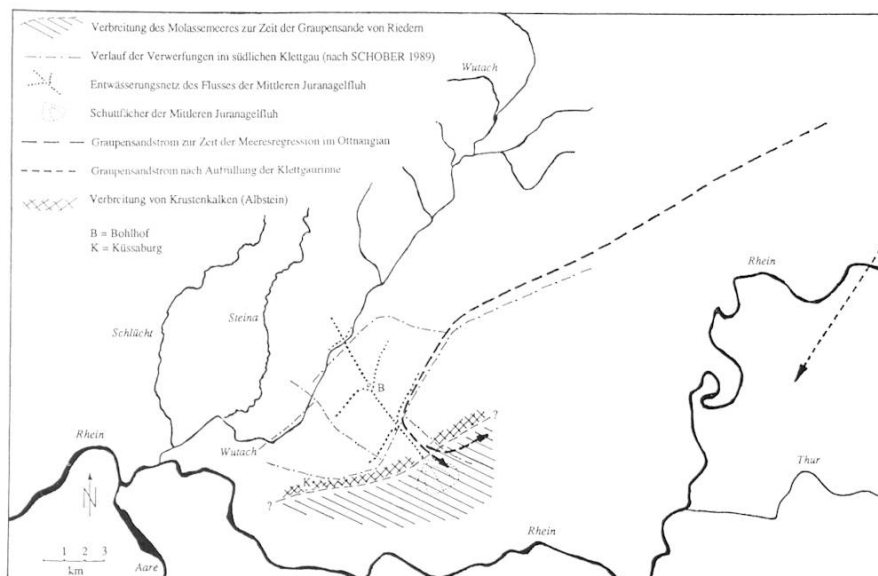 Verbreitung des Molassemeeres zur Zeit der Graupensande von Riedern
Verlauf der Verwerfungen im südlichen Klettgau (nach SCHOBER 1989)
Entwässerungsnetz des Flusses der Mittleren Juranagelfluh
Schuttfächer der Mittleren Juranagelfluh
Graupensandstrom zur Zeit der Meeresregression im Ottnangian
Graupensandstrom nach Auffüllung der Klettgaurinne
Verbreitung von Krustenkalken (Albstein)
B = Bohlhof
K = Küssaburg
Wutach
Rhein
Schlücht
Steina
B
?
Rhein
Wutach
K
?
Thur
N
Rhein
1 2 3
km
Aare